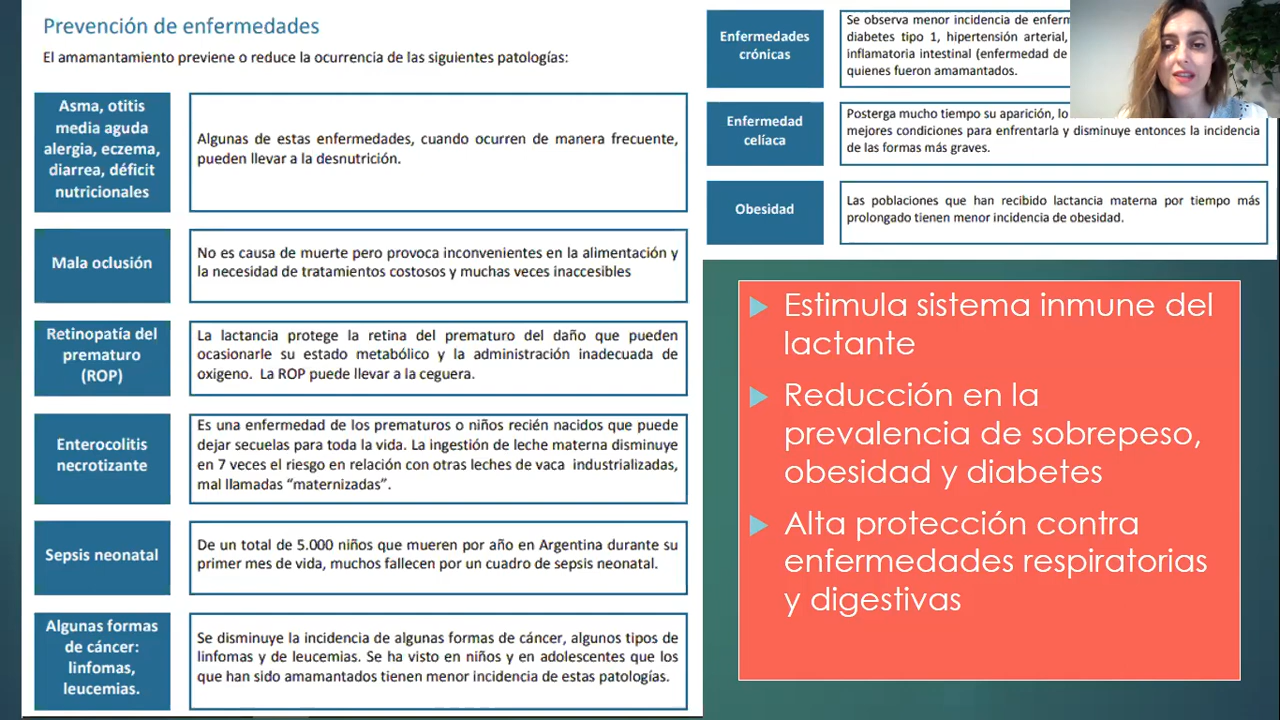 Prevención de enfermedades
El amamantamiento previene o reduce la ocurrencia de las siguientes patologías:
Asma, otitis
media aguda
alergia, eczema,
diarrea, déficit
nutricionales
Algunas de estas enfermedades, cuando ocurren de manera frecuente,
pueden llevar a la desnutrición.
Mala oclusión
No es causa de muerte pero provoca inconvenientes en la alimentación y
la necesidad de tratamientos costosos y muchas veces inaccesibles
Retinopatía del
prematuro
(ROP)
La lactancia protege la retina del prematuro del daño que pueden
ocasionarle su estado metabólico y la administración inadecuada de
oxigeno. La ROP puede llevar a la ceguera.
Enterocolitis
necrotizante
Es una enfermedad de los prematuros o niños recién nacidos que puede
dejar secuelas para toda la vida. La ingestión de leche materna disminuye
en 7 veces el riesgo en relación con otras leches de vaca industrializadas,
mal llamadas “maternizadas”.
Sepsis neonatal
De un total de 5.000 niños que mueren por año en Argentina durante su
primer mes de vida, muchos fallecen por un cuadro de sepsis neonatal.
Algunas formas
de cáncer:
linfomas,
leucemias.
Se disminuye la incidencia de algunas formas de cáncer, algunos tipos de
linfomas y de leucemias. Se ha visto en niños y en adolescentes que los
que han sido amamantados tienen menor incidencia de estas patologías.
Enfermedades
crónicas
Se observa menor incidencia de
diabetes tipo 1, hipertensión arterial,
inflamatoria intestinal (enfermedad de
quienes fueron amamantados.
Enfermedad
celíaca
Posterga mucho tiempo su aparición, lo
mejores condiciones para enfrentarla y disminuye entonces la incidencia
de las formas más graves.
Obesidad
Las poblaciones que han recibido lactancia materna por tiempo más
prolongado tienen menor incidencia de obesidad.
Estimula sistema inmune del
lactante
Reducción en la
prevalencia de sobrepeso,
obesidad y diabetes
Alta protección contra
enfermedades respiratorias
y digestivas